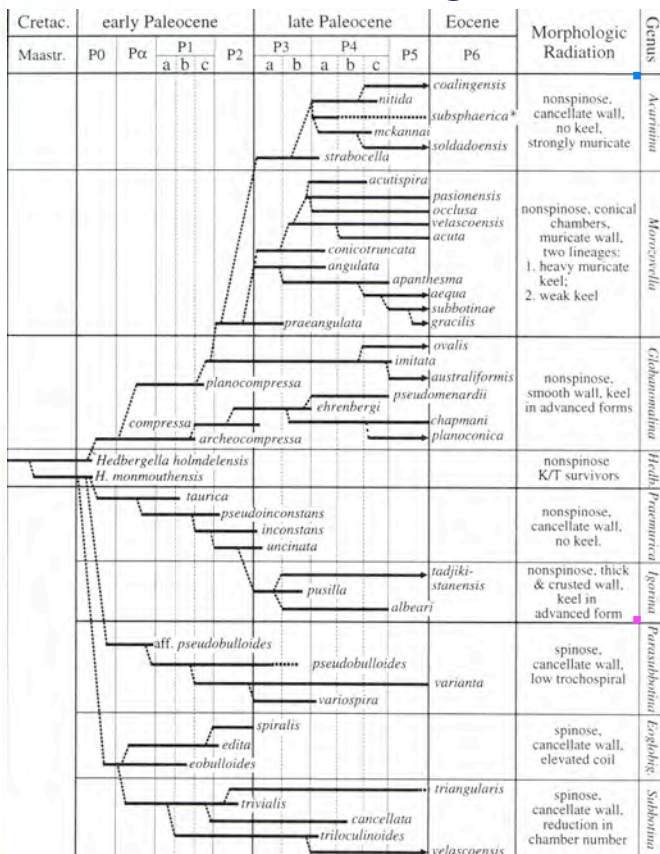 Cretac. early Paleocene late Paleocene Eocene Morphologic Radiation Genus
Maastr. P0 Pα P1 P2 P3 P4 P5 P6
a b c a b a b c
coalingensis
nitida
subsphaerica*
mckannai
soldadoensis
strabocella
nonspinose,
cancellate wall,
no keel,
strongly muricate
Acarinina
acutispira
pasionensis
occlusa
velascoensis
acuta
conicotruncata
angulata
apanthesma
aequa
subbotinae
gracilis
praeangulata
nonspinose, conical
chambers,
muricate wall,
two lineages:
1. heavy muricate
keel;
2. weak keel
Morozovella
ovalis
imitata
planocompressa
australiformis
pseudomenardii
ehrenbergi
compressa
chapmani
archeocompressa
planoconica
nonspinose,
smooth wall, keel
in advanced forms
Globanomalina
Hedbergella holmdelensis
H. monmouthensis
nonspinose
K/T survivors
Hedb.
taurica
pseudoinconstans
inconstans
uncinata
nonspinose,
cancellate wall,
no keel.
Praemurica
tadjiki-
stanensis
pusilla
albeari
nonspinose, thick
& crusted wall,
keel in
advanced form
Igorina
aff. pseudobulloides
pseudobulloides
varianta
variospira
spinose,
cancellate wall,
low trochospiral
Parasubbotina
spiralis
edita
eobulloides
spinose,
cancellate wall,
elevated coil
Eoglobig.
triangularis
trivialis
cancellata
triloculinoides
velascoensis
spinose,
cancellate wall,
reduction in
chamber number
Subbotina